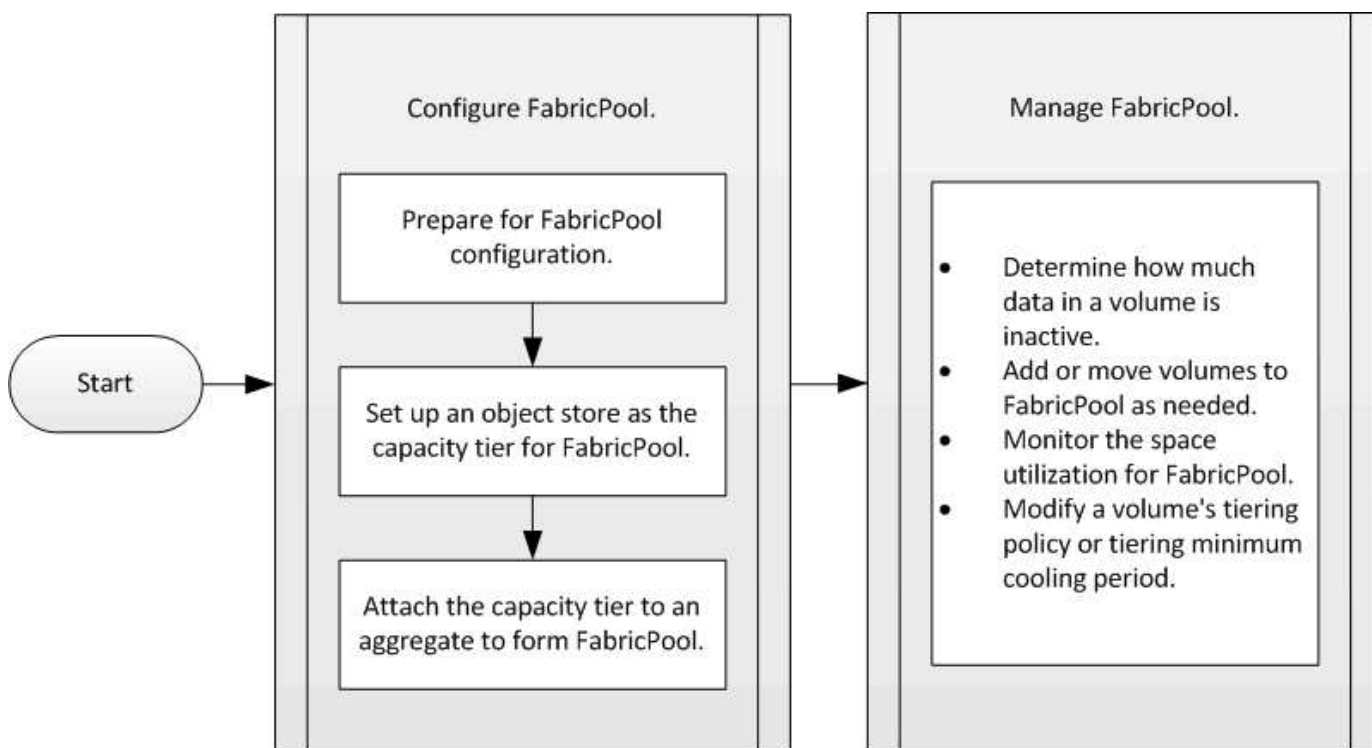 Start
Configure FabricPool.
Prepare for FabricPool
configuration.
Set up an object store as the
capacity tier for FabricPool.
Attach the capacity tier to an
aggregate to form FabricPool.
Manage FabricPool.
• Determine how much
data in a volume is
inactive.
• Add or move volumes to
FabricPool as needed.
• Monitor the space
utilization for FabricPool.
• Modify a volume's tiering
policy or tiering minimum
cooling period.